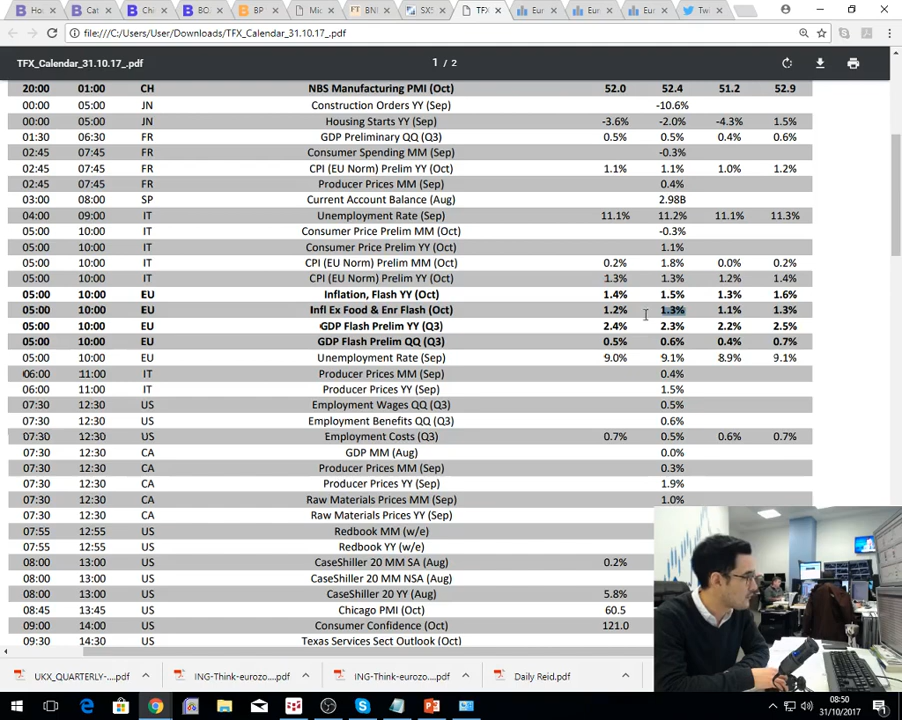 Ho
Cat
Chi
BO.
BP
Mic
FT BNI
SX5
TFX
Eur
Eur
Eur
Twi
file:///C:/Users/User/Downloads/TFX_Calendar_31.10.17_.pdf
TFX_Calendar_31.10.17_.pdf 1 / 2
20:00 01:00 CH NBS Manufacturing PMI (Oct) 52.0 52.4 51.2 52.9
00:00 05:00 JN Construction Orders YY (Sep) -10.6%
00:00 05:00 JN Housing Starts YY (Sep) -3.6% -2.0% -4.3% 1.5%
01:30 06:30 FR GDP Preliminary QQ (Q3) 0.5% 0.5% 0.4% 0.6%
02:45 07:45 FR Consumer Spending MM (Sep) -0.3%
02:45 07:45 FR CPI (EU Norm) Prelim YY (Oct) 1.1% 1.1% 1.0% 1.2%
02:45 07:45 FR Producer Prices MM (Sep) 0.4%
03:00 08:00 SP Current Account Balance (Aug) 2.98B
04:00 09:00 IT Unemployment Rate (Sep) 11.1% 11.2% 11.1% 11.3%
05:00 10:00 IT Consumer Price Prelim MM (Oct) -0.3%
05:00 10:00 IT Consumer Price Prelim YY (Oct) 1.1%
05:00 10:00 IT CPI (EU Norm) Prelim MM (Oct) 0.2% 1.8% 0.0% 0.2%
05:00 10:00 IT CPI (EU Norm) Prelim YY (Oct) 1.3% 1.3% 1.2% 1.4%
05:00 10:00 EU Inflation, Flash YY (Oct) 1.4% 1.5% 1.3% 1.6%
05:00 10:00 EU Infl Ex Food & Enr Flash (Oct) 1.2% 1.3% 1.1% 1.3%
05:00 10:00 EU GDP Flash Prelim YY (Q3) 2.4% 2.3% 2.2% 2.5%
05:00 10:00 EU GDP Flash Prelim QQ (Q3) 0.5% 0.6% 0.4% 0.7%
05:00 10:00 EU Unemployment Rate (Sep) 9.0% 9.1% 8.9% 9.1%
06:00 11:00 IT Producer Prices MM (Sep) 0.4%
06:00 11:00 IT Producer Prices YY (Sep) 1.5%
07:30 12:30 US Employment Wages QQ (Q3) 0.5%
07:30 12:30 US Employment Benefits QQ (Q3) 0.6%
07:30 12:30 US Employment Costs (Q3) 0.7% 0.5% 0.6% 0.7%
07:30 12:30 CA GDP MM (Aug) 0.0%
07:30 12:30 CA Producer Prices MM (Sep) 0.3%
07:30 12:30 CA Producer Prices YY (Sep) 1.9%
07:30 12:30 CA Raw Materials Prices MM (Sep) 1.0%
07:30 12:30 CA Raw Materials Prices YY (Sep)
07:55 12:55 US Redbook MM (w/e)
07:55 12:55 US Redbook YY (w/e)
08:00 13:00 US CaseShiller 20 MM SA (Aug) 0.2%
08:00 13:00 US CaseShiller 20 MM NSA (Aug)
08:00 13:00 US CaseShiller 20 YY (Aug) 5.8%
08:45 13:45 US Chicago PMI (Oct) 60.5
09:00 14:00 US Consumer Confidence (Oct) 121.0
09:30 14:30 US Texas Services Sect Outlook (Oct)
UKX_QUARTERLY-....pdf
ING-Think-eurozo....pdf
ING-Think-eurozo....pdf
Daily Reid.pdf
08:50
31/10/2017